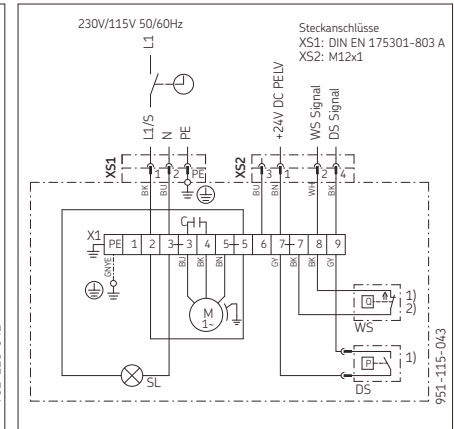 230V/115V 50/60Hz
Steckanschlüsse
XS1: DIN EN 175301-803 A
XS2: M12x1
L1
L1/S
N
PE
+24V DC PELV
WS Signal
DS Signal
XS1
1 2 PE
XS2
3 1 2 4
BK BU
BU BN WH BK
X1
C
PE 1 2 3 3 4 5 5 6 7 7 8 9
GNYE
BU BK BN
GY BK BK GY
M
1~
Q
1)
2)
WS
P
1)
DS
SL
951-115-043